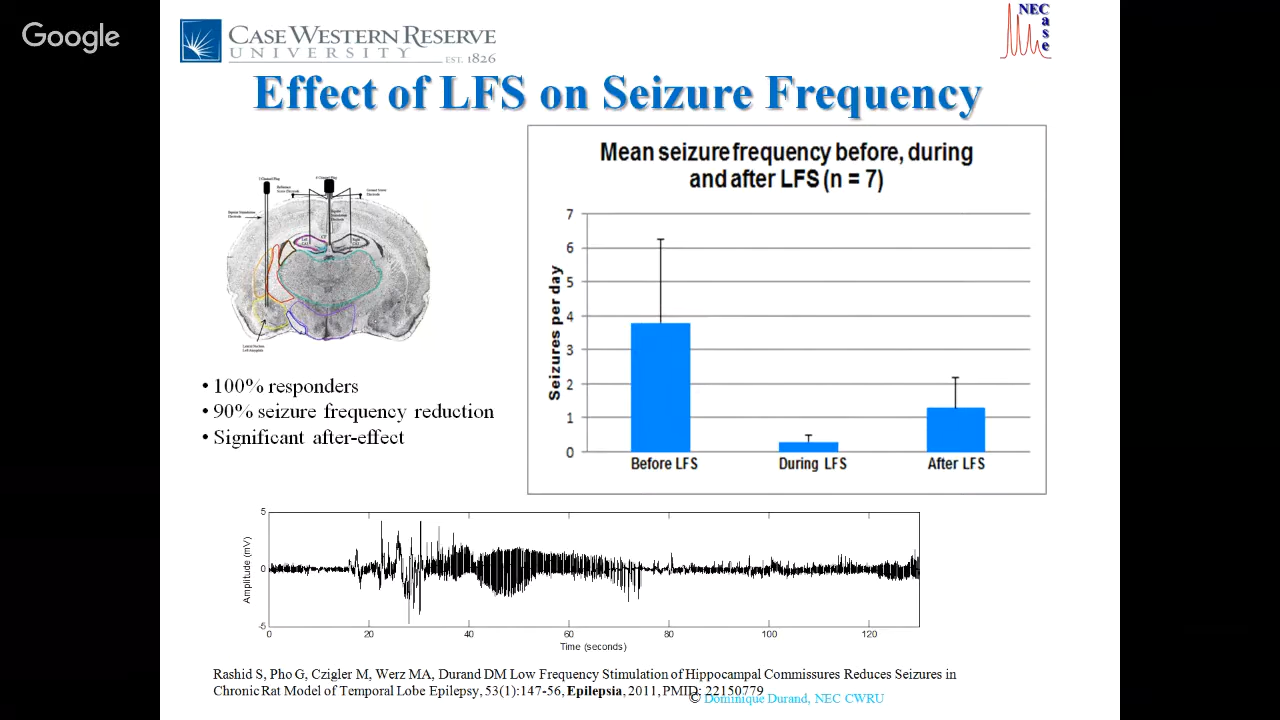 Google
CASE WESTERN RESERVE
UNIVERSITY EST. 1826
NEC
case
Effect of LFS on Seizure Frequency
Mean seizure frequency before, during
and after LFS (n = 7)
Seizures per day
7
6
5
4
3
2
1
0
Before LFS During LFS After LFS
• 100% responders
• 90% seizure frequency reduction
• Significant after-effect
Amplitude (mV)
5
0
-5
0 20 40 60 80 100 120
Time (seconds)
Rashid S, Pho G, Czigler M, Werz MA, Durand DM Low Frequency Stimulation of Hippocampal Commissures Reduces Seizures in
Chronic Rat Model of Temporal Lobe Epilepsy, 53(1):147-56, Epilepsia, 2011, PMID: 22150779
© Dominique Durand, NEC CWRU